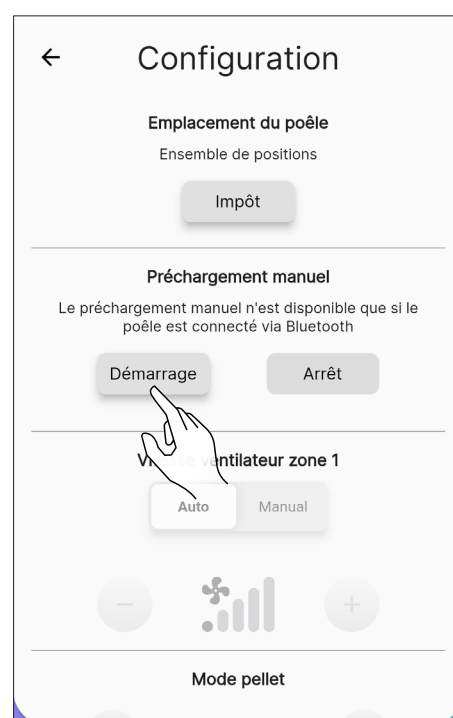 Configuration
Emplacement du poêle
Ensemble de positions
Impôt
Préchargement manuel
Le préchargement manuel n'est disponible que si le
poêle est connecté via Bluetooth
Démarrage
Arrêt
ventilateur zone 1
Auto
Manual
Mode pellet